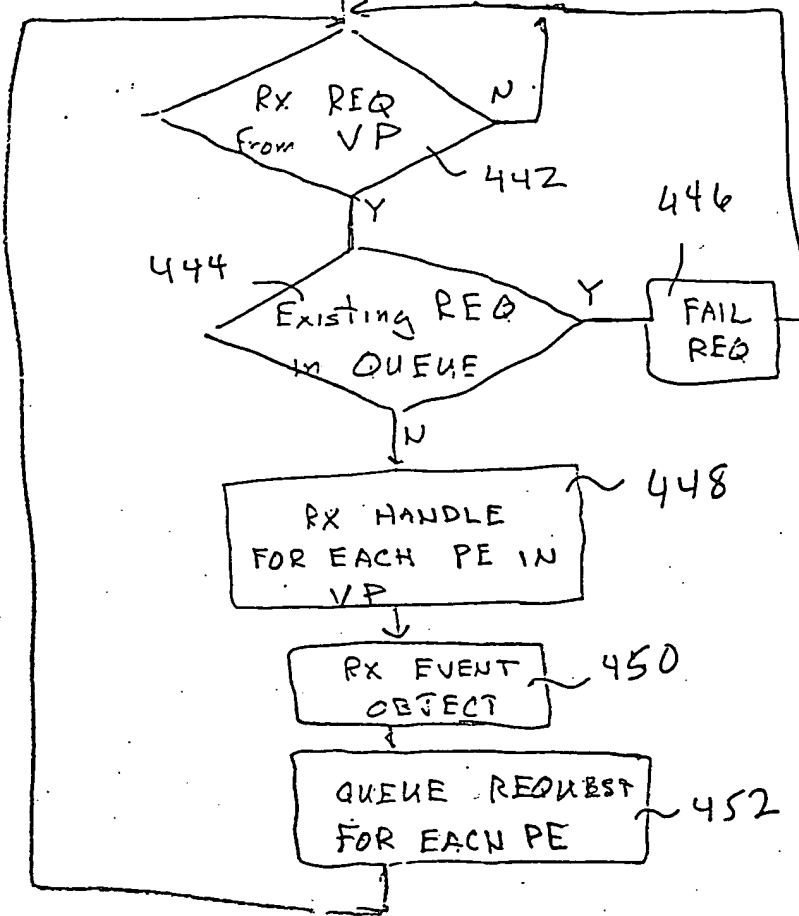 RX REQ
from VP
N
442
Y
446
444
Existing REQ
in QUEUE
Y
FAIL
REQ
N
448
RX HANDLE
FOR EACH PE IN
VP
RX EVENT
OBJECT
450
QUEUE REQUEST
FOR EACH PE
452